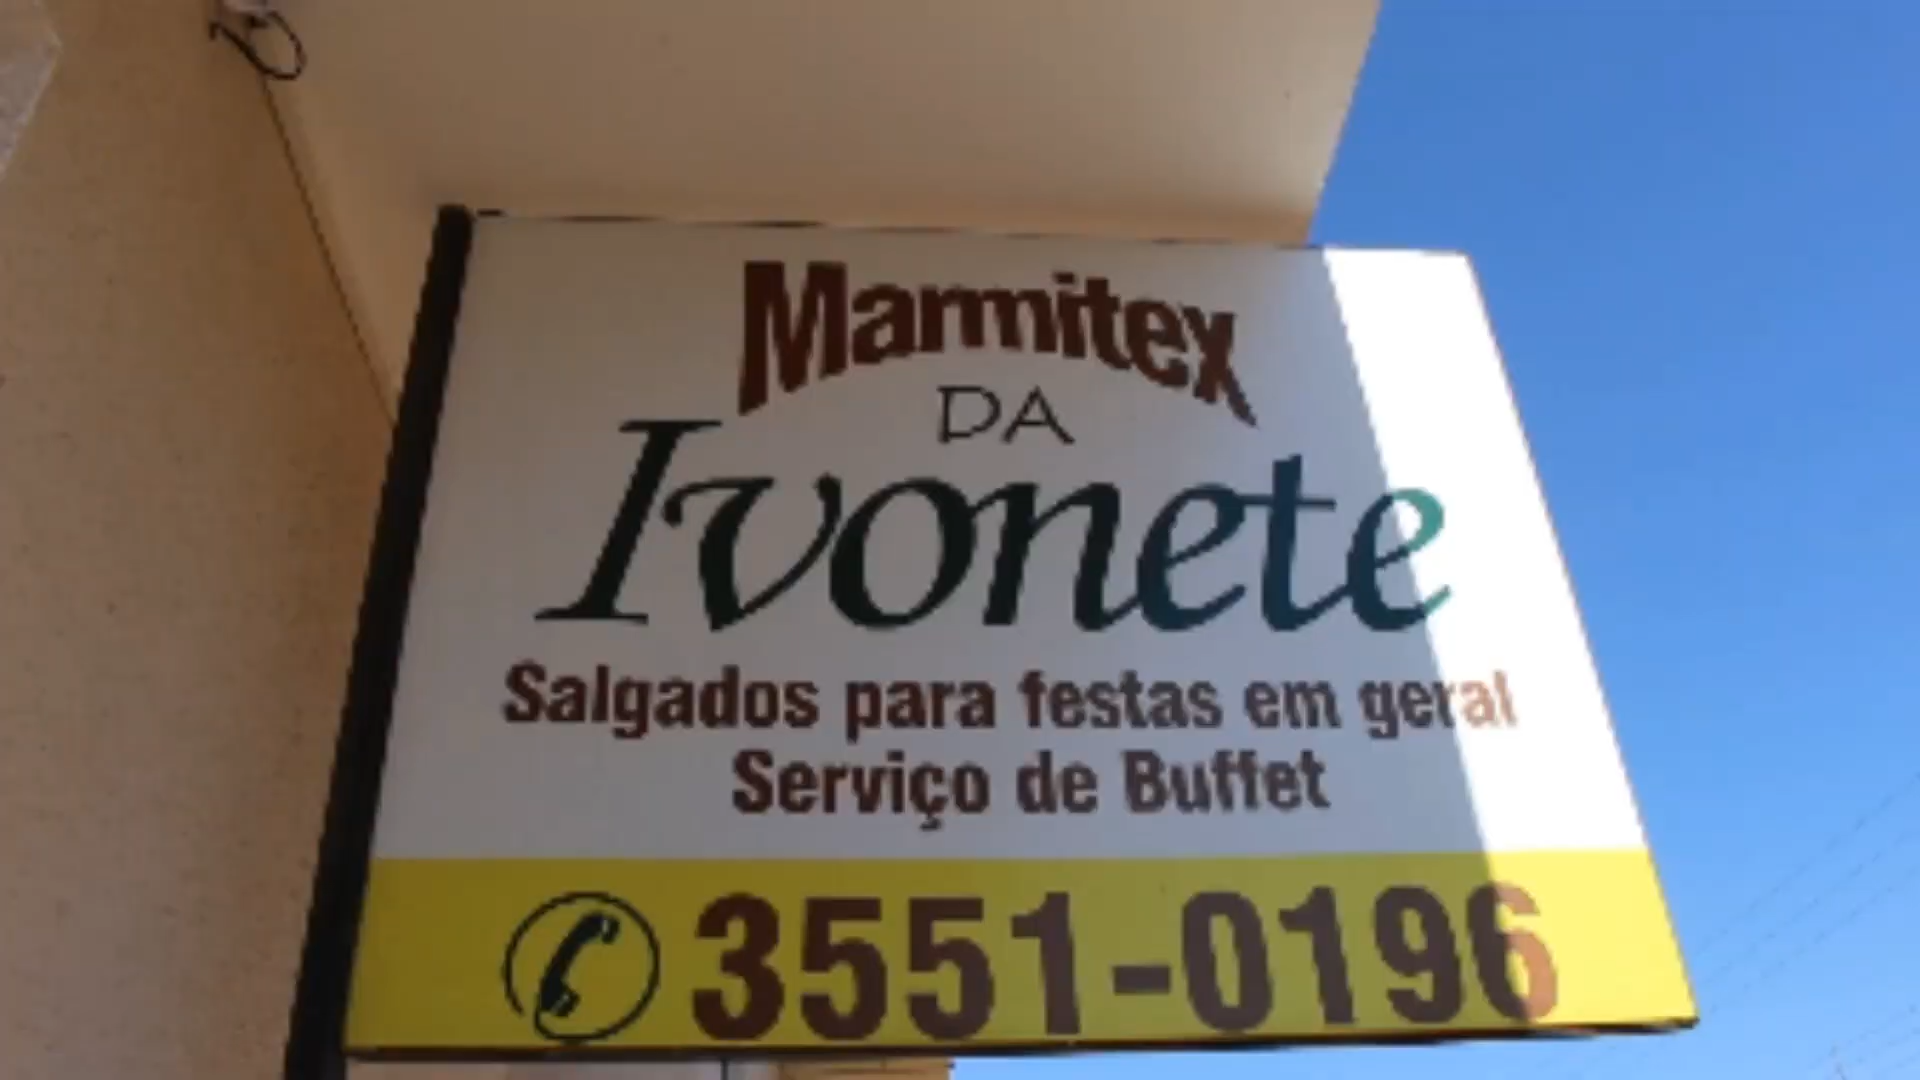 Marmitex
DA
Ivonete
Salgados para festas em geral
Serviço de Buffet
3551-0196